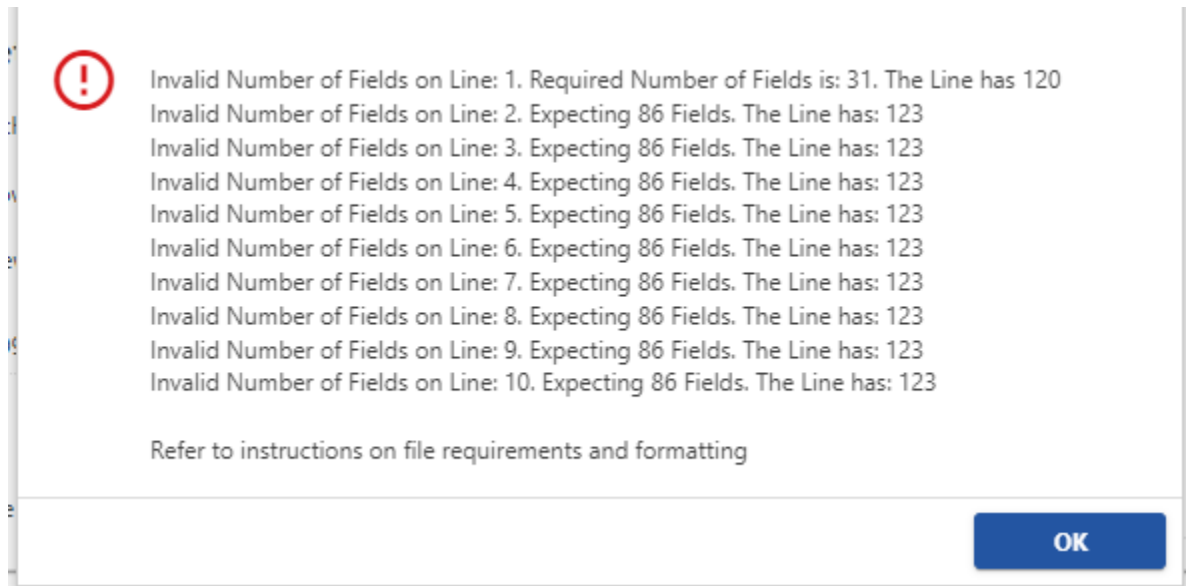 Invalid Number of Fields on Line: 1. Required Number of Fields is: 31. The Line has 120
Invalid Number of Fields on Line: 2. Expecting 86 Fields. The Line has: 123
Invalid Number of Fields on Line: 3. Expecting 86 Fields. The Line has: 123
Invalid Number of Fields on Line: 4. Expecting 86 Fields. The Line has: 123
Invalid Number of Fields on Line: 5. Expecting 86 Fields. The Line has: 123
Invalid Number of Fields on Line: 6. Expecting 86 Fields. The Line has: 123
Invalid Number of Fields on Line: 7. Expecting 86 Fields. The Line has: 123
Invalid Number of Fields on Line: 8. Expecting 86 Fields. The Line has: 123
Invalid Number of Fields on Line: 9. Expecting 86 Fields. The Line has: 123
Invalid Number of Fields on Line: 10. Expecting 86 Fields. The Line has: 123
Refer to instructions on file requirements and formatting
OK